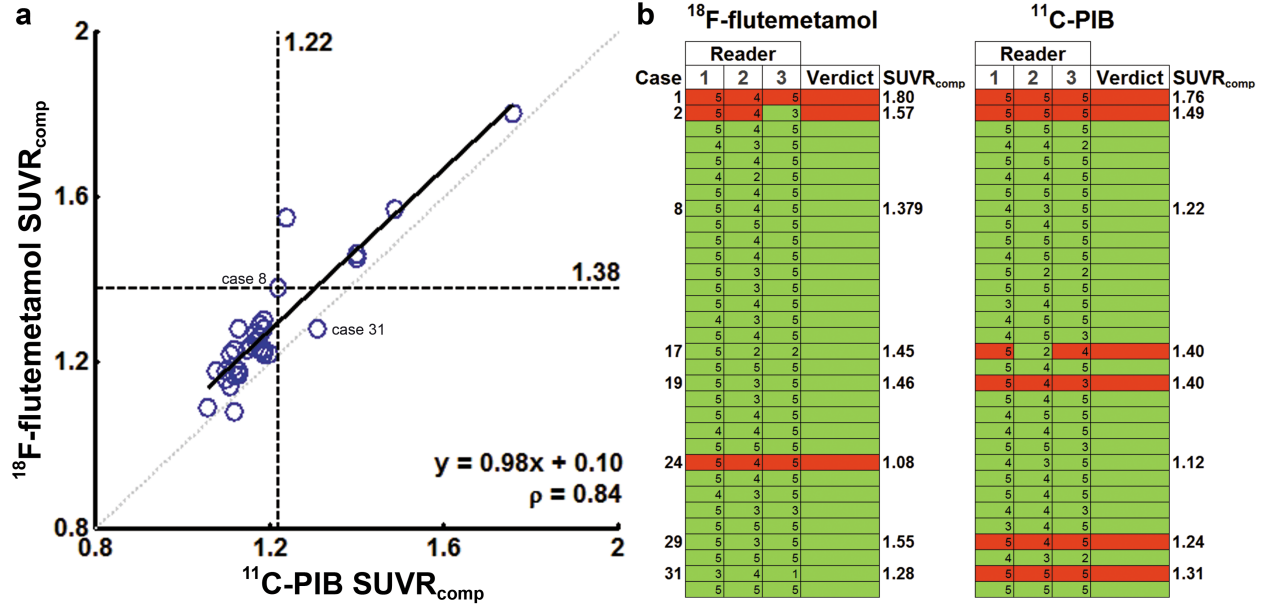 a
2
1.6
1.2
0.8
18F-flutemetamol SUVRcomp
1.22
1.38
case 8
case 31
y = 0.98x + 0.10
ρ = 0.84
0.8 1.2 1.6 2
11C-PIB SUVRcomp
b
18F-flutemetamol 11C-PIB
Reader Reader
Case 1 2 3 Verdict SUVRcomp 1 2 3 Verdict SUVRcomp
1 5 4 5 1.80 5 5 5 1.76
2 5 4 3 1.57 5 5 5 1.49
5 4 5 5 4 5
4 3 5 4 4 2
5 4 5 5 5 5
4 2 5 4 4 5
5 4 5 5 5 5
8 5 4 5 1.379 4 3 5 1.22
5 5 5 5 5 5
5 4 5 5 4 5
4 5 5 5 4 5
5 3 5 5 2 2
5 5 5 5 3 5
5 4 5 3 4 5
4 3 5 4 5 5
5 4 5 4 5 3
17 5 2 2 1.45 5 2 4 1.40
5 4 5 5 4 5
19 5 3 5 1.46 5 4 3 1.40
5 3 5 5 4 5
5 4 5 4 4 5
4 4 5 4 4 5
5 5 5 5 5 3
24 5 4 5 1.08 4 3 5 1.12
5 4 5 5 4 5
4 3 5 5 4 5
5 3 3 4 4 3
5 5 5 3 4 5
29 5 3 5 1.55 5 4 5 1.24
5 5 5 4 3 2
31 3 4 1 1.28 5 5 5 1.31
5 5 5 5 5 5